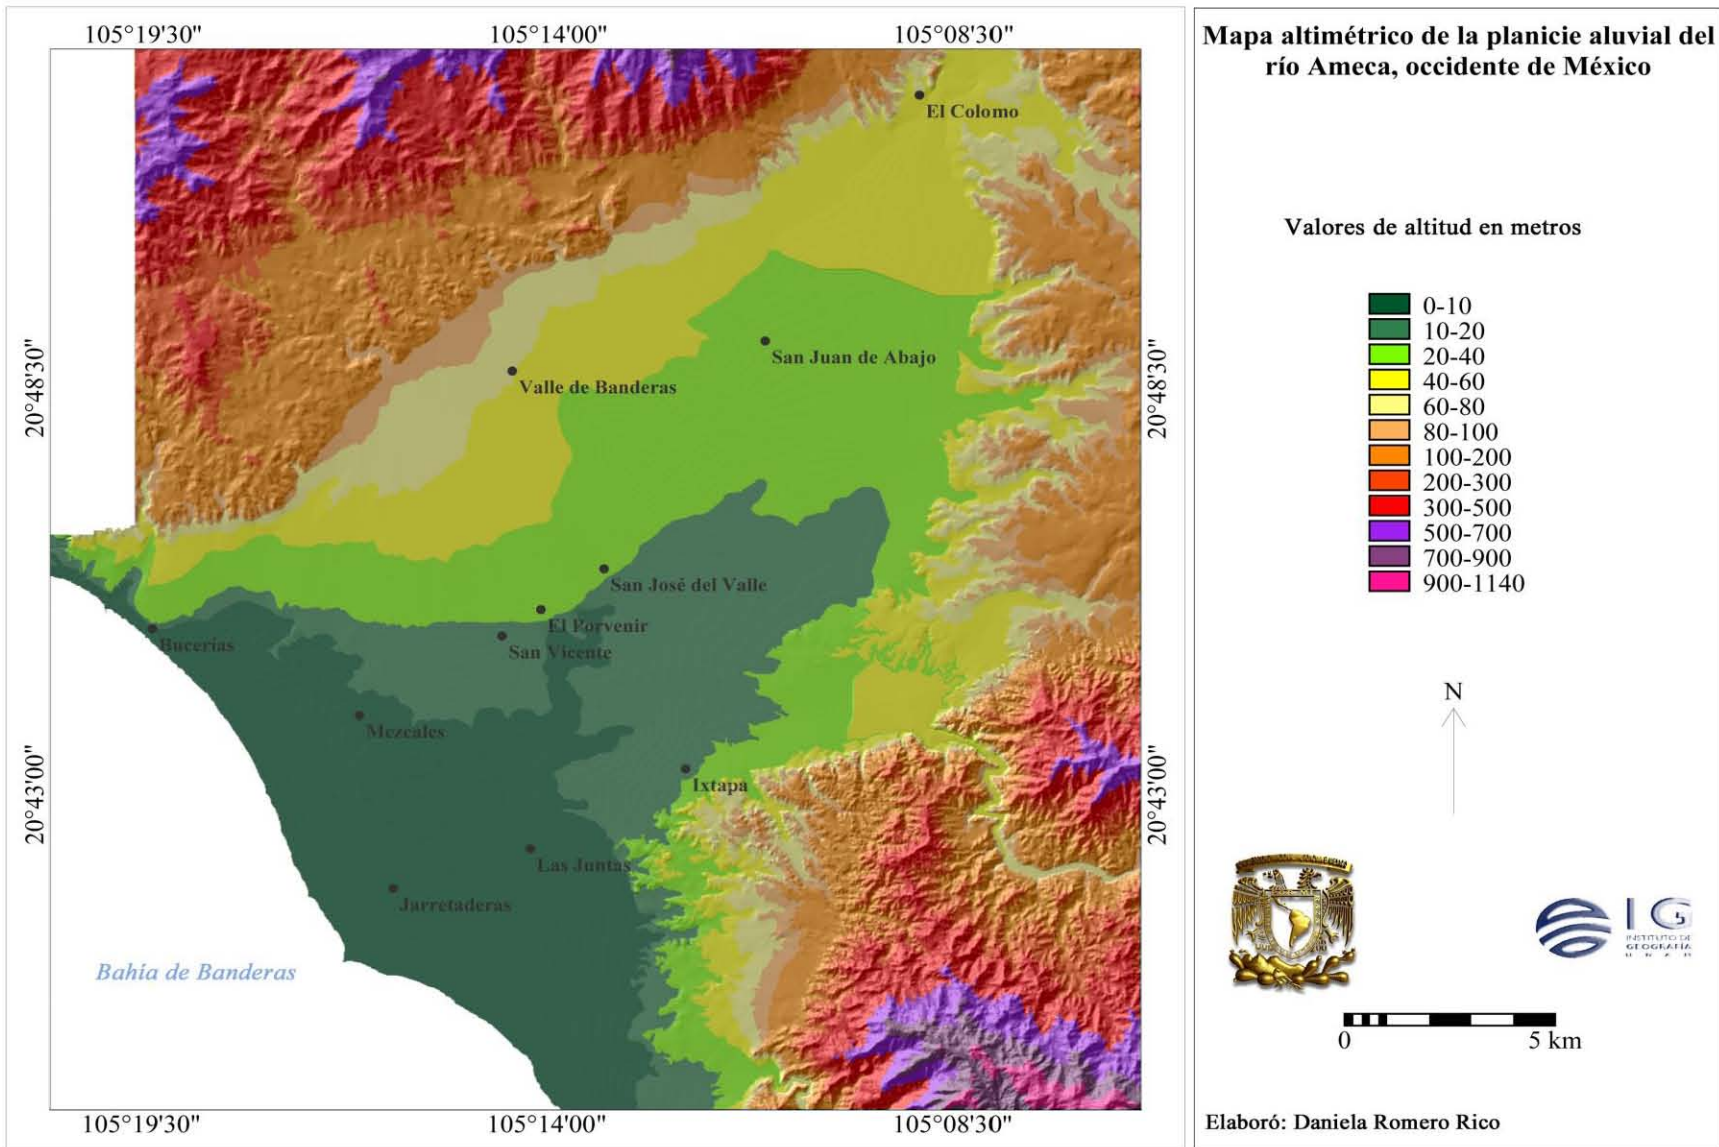 105°19'30"
105°14'00"
105°08'30"
Mapa altimétrico de la planicie aluvial del
río Ameca, occidente de México
El Colomo
Valores de altitud en metros
0-10
10-20
20-40
40-60
60-80
80-100
100-200
200-300
300-500
500-700
700-900
900-1140
San Juan de Abajo
Valle de Banderas
20°48'30"
20°48'30"
San José del Valle
El Porvenir
San Vicente
Bucerías
Mezcales
N
Ixtapa
20°43'00"
20°43'00"
Las Juntas
Jarretaderas
Bahía de Banderas
IG
INSTITUTO DE
GEOGRAFÍA
U N A M
0
5 km
105°19'30"
105°14'00"
105°08'30"
Elaboró: Daniela Romero Rico